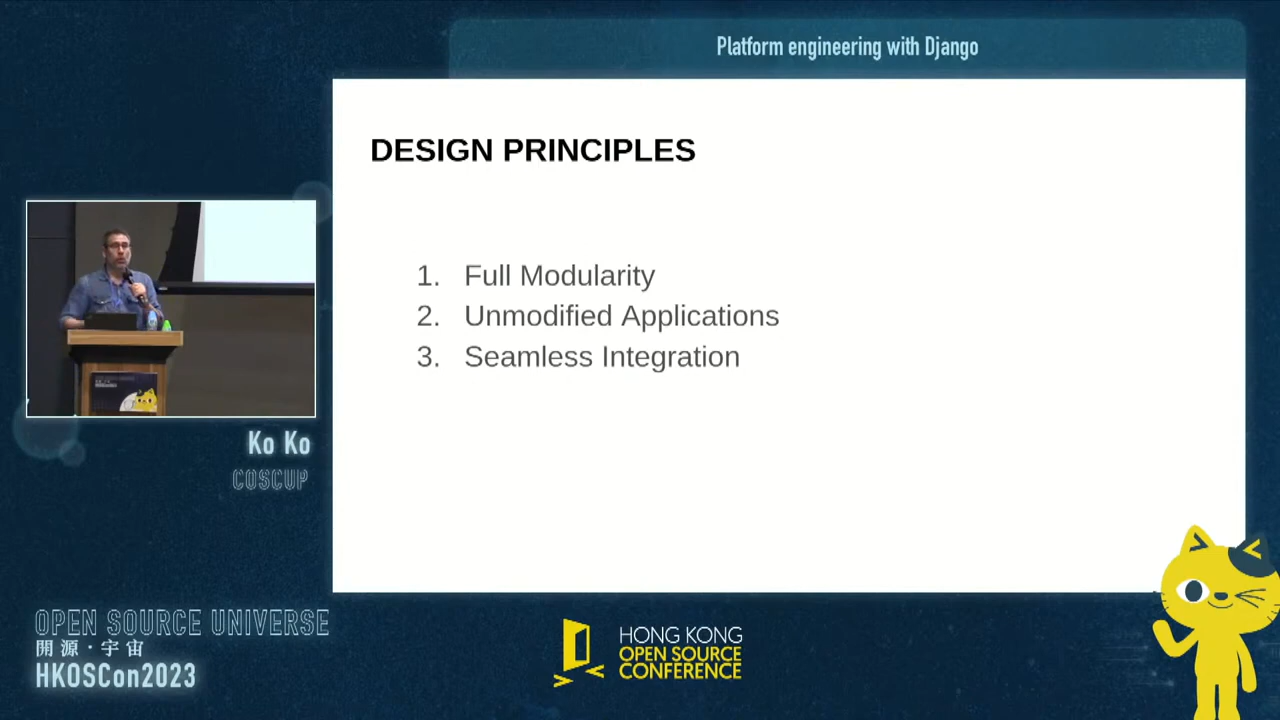 Platform engineering with Django
DESIGN PRINCIPLES
1. Full Modularity
2. Unmodified Applications
3. Seamless Integration
Ko Ko
COSCUP
OPEN SOURCE UNIVERSE
開源·宇宙
HKOSCon2023
HONG KONG
OPEN SOURCE
CONFERENCE